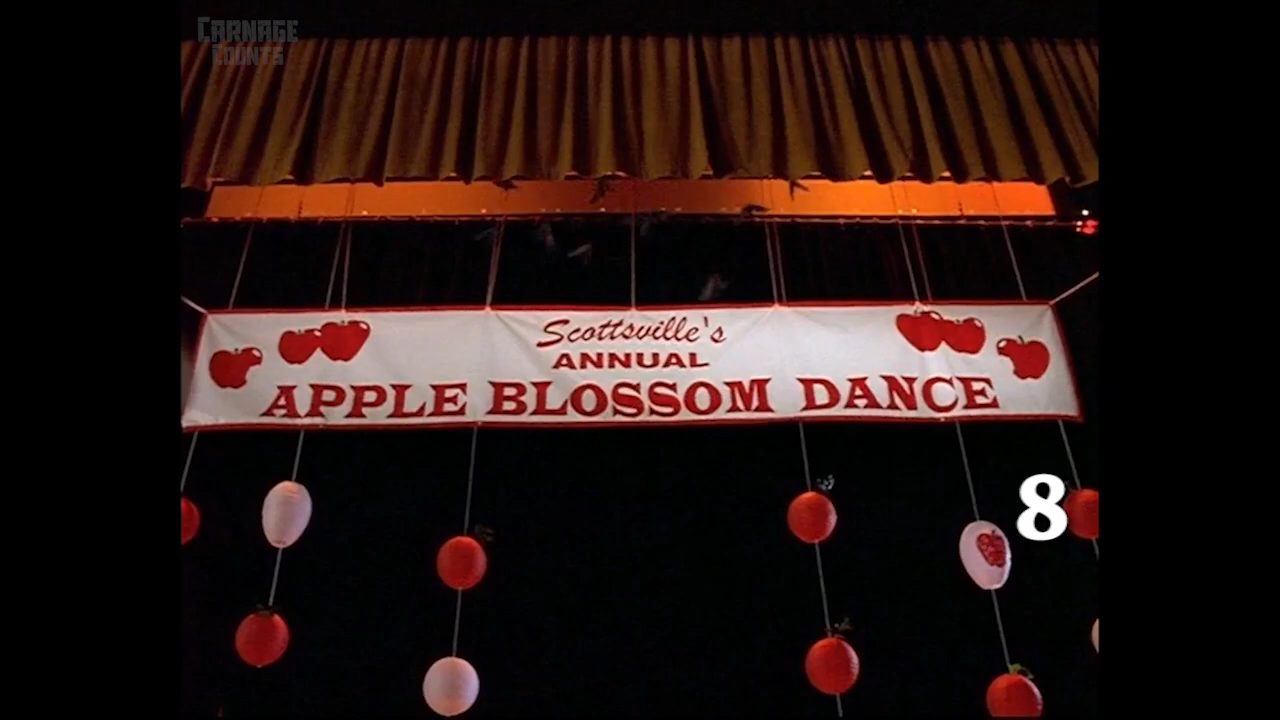 CARNAGE
COUNTS
Scottsville's
ANNUAL
APPLE BLOSSOM DANCE
8